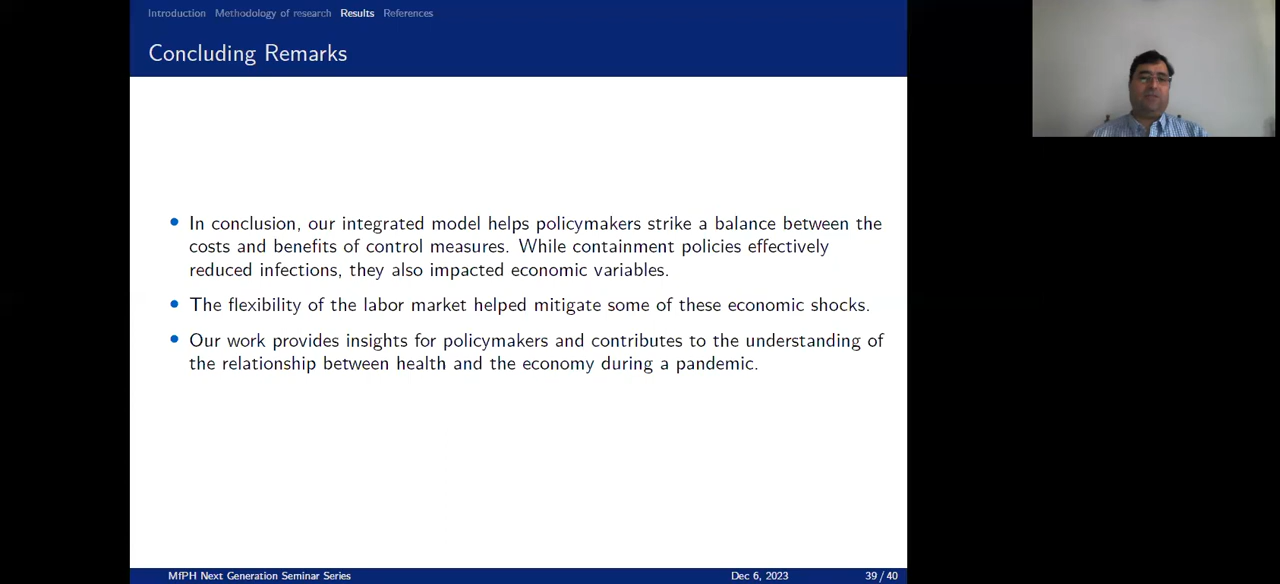 Introduction Methodology of research Results References
Concluding Remarks
• In conclusion, our integrated model helps policymakers strike a balance between the
costs and benefits of control measures. While containment policies effectively
reduced infections, they also impacted economic variables.
• The flexibility of the labor market helped mitigate some of these economic shocks.
• Our work provides insights for policymakers and contributes to the understanding of
the relationship between health and the economy during a pandemic.
MfPH Next Generation Seminar Series Dec 6, 2023 39 / 40